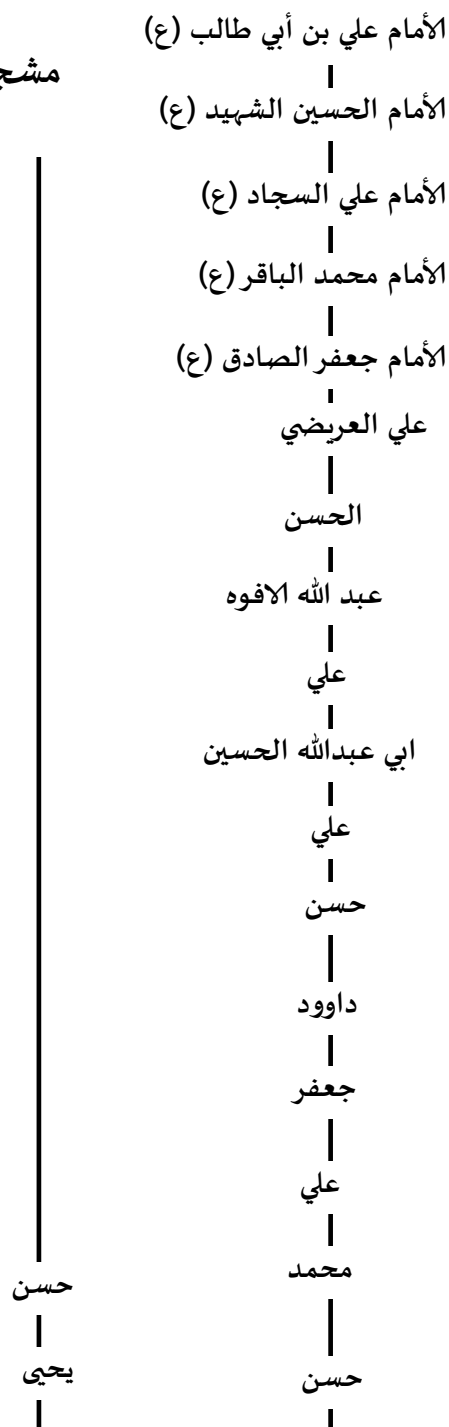 الأمام علي بن أبي طالب (ع)
الأمام الحسين الشهيد (ع)
الأمام علي السجاد (ع)
الأمام محمد الباقر (ع)
الأمام جعفر الصادق (ع)
علي العريضي
الحسن
عبد الله الافوه
علي
ابي عبدالله الحسين
علي
حسن
داوود
جعفر
علي
محمد
حسن
حسن
يحيى